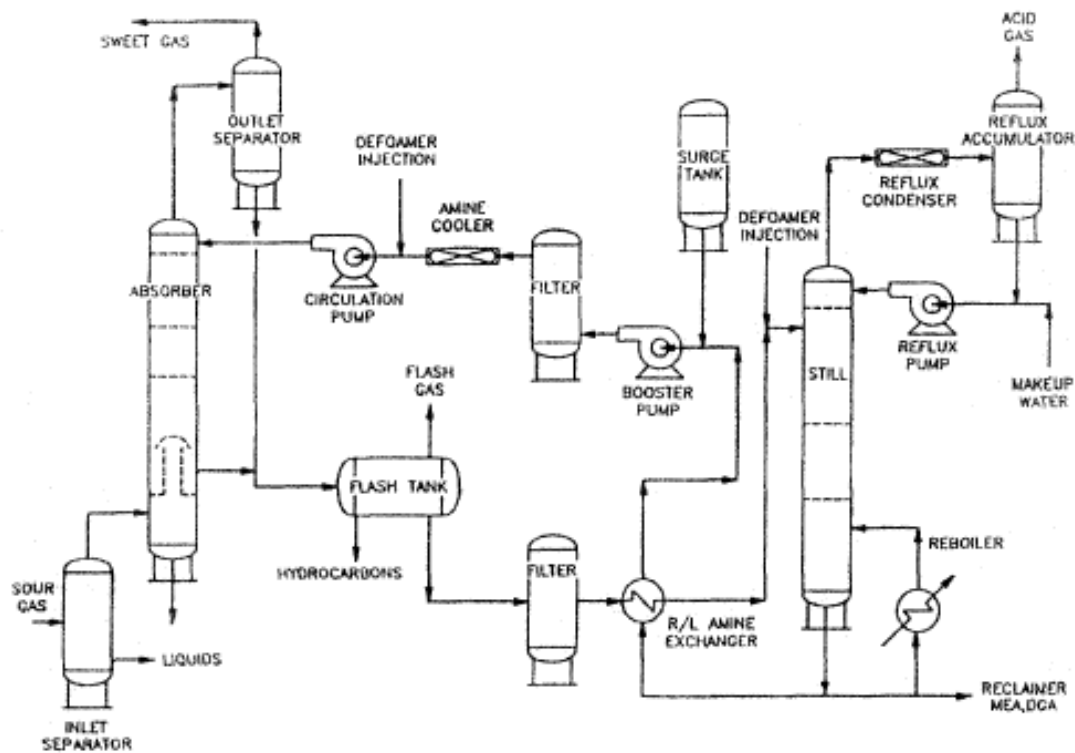 SWEET GAS
OUTLET
SEPARATOR
ACID
GAS
REFLUX
ACCUMULATOR
REFLUX
CONDENSER
SURGE
TANK
DEFOAMER
INJECTION
DEFOAMER
INJECTION
AMINE
COOLER
FILTER
ABSORBER
CIRCULATION
PUMP
BOOSTER
PUMP
STILL
REFLUX
PUMP
MAKEUP
WATER
FLASH
GAS
FLASH TANK
HYDROCARBONS
FILTER
R/L AMINE
EXCHANGER
REBOILER
SOUR
GAS
LIQUIDS
INLET
SEPARATOR
RECLAIMER
MEA,DGA